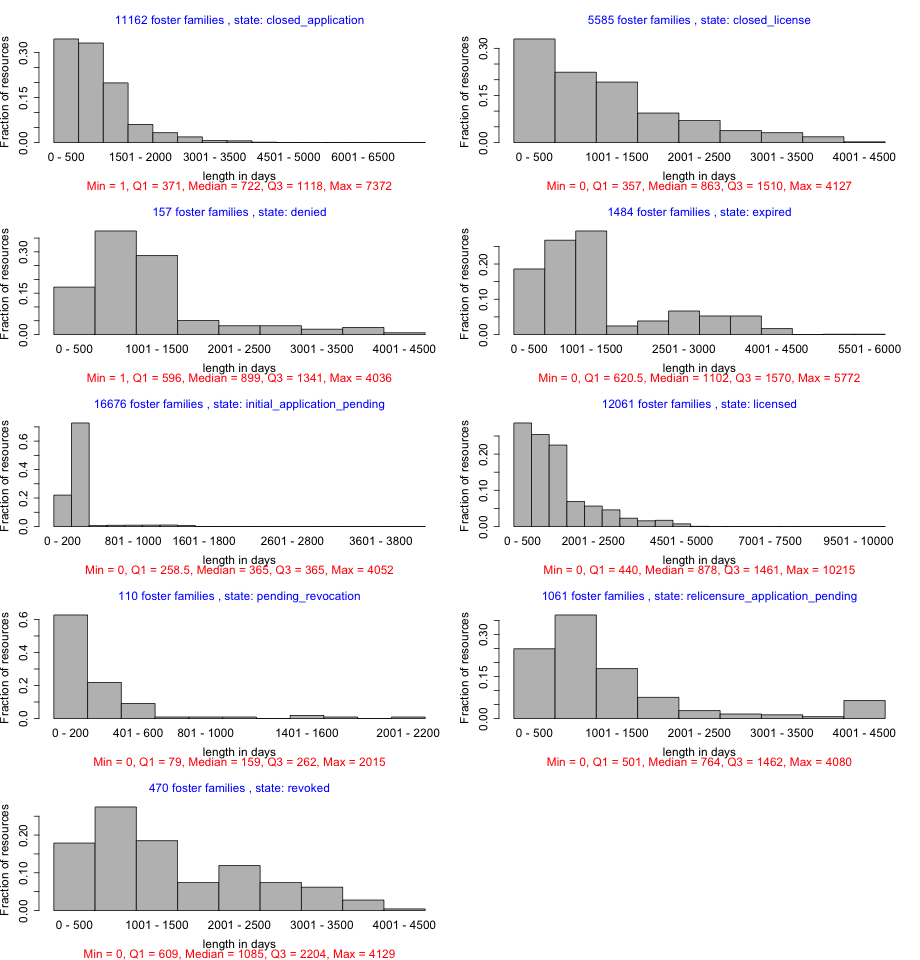 11162 foster families , state: closed_application
Fraction of resources
0.00 0.15 0.30
0 - 500 1501 - 2000 3001 - 3500 4501 - 5000 6001 - 6500
length in days
Min = 1, Q1 = 371, Median = 722, Q3 = 1118, Max = 7372
5585 foster families , state: closed_license
Fraction of resources
0.00 0.15 0.30
0 - 500 1001 - 1500 2001 - 2500 3001 - 3500 4001 - 4500
length in days
Min = 0, Q1 = 357, Median = 863, Q3 = 1510, Max = 4127
157 foster families , state: denied
Fraction of resources
0.00 0.15 0.30
0 - 500 1001 - 1500 2001 - 2500 3001 - 3500 4001 - 4500
length in days
Min = 1, Q1 = 596, Median = 899, Q3 = 1341, Max = 4036
1484 foster families , state: expired
Fraction of resources
0.00 0.10 0.20
0 - 500 1001 - 1500 2501 - 3000 4001 - 4500 5501 - 6000
length in days
Min = 0, Q1 = 620.5, Median = 1102, Q3 = 1570, Max = 5772
16676 foster families , state: initial_application_pending
Fraction of resources
0.0 0.2 0.4 0.6
0 - 200 801 - 1000 1601 - 1800 2601 - 2800 3601 - 3800
length in days
Min = 0, Q1 = 258.5, Median = 365, Q3 = 365, Max = 4052
12061 foster families , state: licensed
Fraction of resources
0.00 0.10 0.20
0 - 500 2001 - 2500 4501 - 5000 7001 - 7500 9501 - 10000
length in days
Min = 0, Q1 = 440, Median = 878, Q3 = 1461, Max = 10215
110 foster families , state: pending_revocation
Fraction of resources
0.0 0.2 0.4 0.6
0 - 200 401 - 600 801 - 1000 1401 - 1600 2001 - 2200
length in days
Min = 0, Q1 = 79, Median = 159, Q3 = 262, Max = 2015
1061 foster families , state: relicensure_application_pending
Fraction of resources
0.00 0.15 0.30
0 - 500 1001 - 1500 2001 - 2500 3001 - 3500 4001 - 4500
length in days
Min = 0, Q1 = 501, Median = 764, Q3 = 1462, Max = 4080
470 foster families , state: revoked
Fraction of resources
0.00 0.10 0.20
0 - 500 1001 - 1500 2001 - 2500 3001 - 3500 4001 - 4500
length in days
Min = 0, Q1 = 609, Median = 1085, Q3 = 2204, Max = 4129